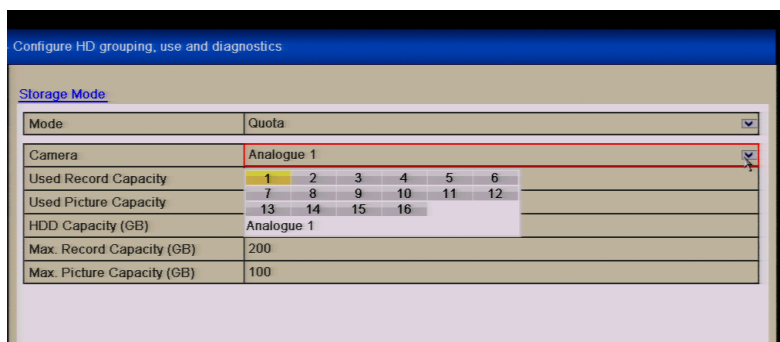 Configure HD grouping, use and diagnostics
Storage Mode
Mode Quota
Camera Analogue 1
Used Record Capacity 1 2 3 4 5 6
7 8 9 10 11 12
Used Picture Capacity
13 14 15 16
HDD Capacity (GB) Analogue 1
Max. Record Capacity (GB) 200
Max. Picture Capacity (GB) 100